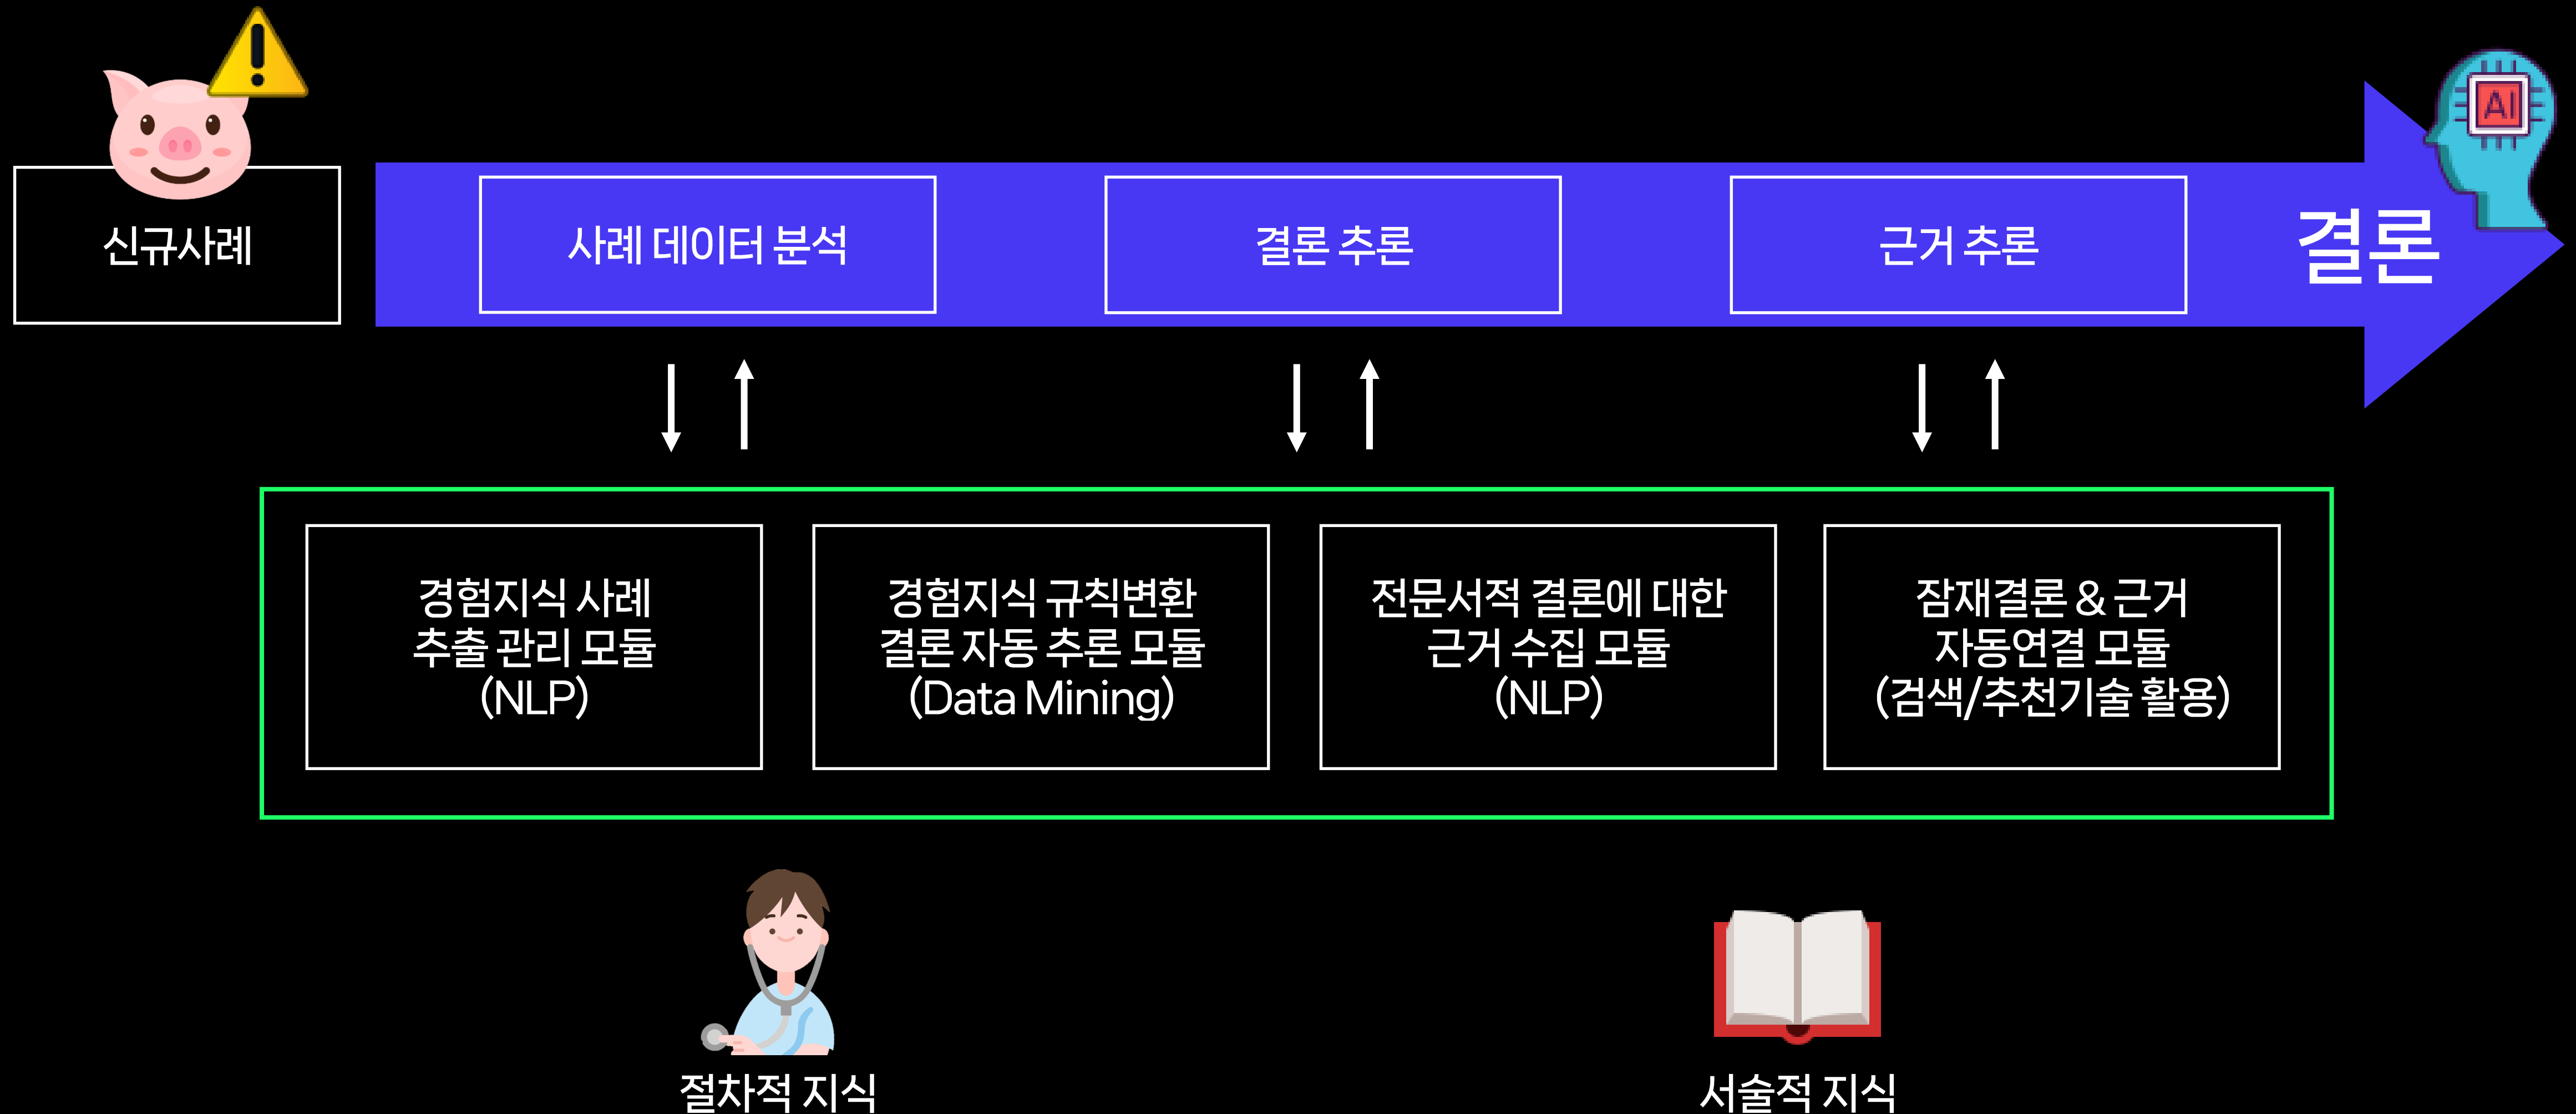 신규사례
사례 데이터 분석
결론 추론
근거 추론
결론
AI
경험지식 사례
추출 관리 모듈
(NLP)
경험지식 규칙변환
결론 자동 추론 모듈
(Data Mining)
전문서적 결론에 대한
근거 수집 모듈
(NLP)
잠재결론 & 근거
자동연결 모듈
(검색/추천기술 활용)
절차적 지식
서술적 지식